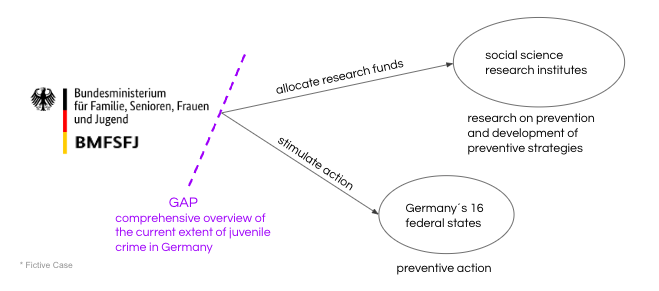 social science
research institutes
allocate research funds
Bundesministerium
für Familie, Senioren, Frauen
und Jugend
BMFSFJ
research on prevention
and development of
preventive strategies
stimulate action
GAP
comprehensive overview of
the current extent of juvenile
crime in Germany
Germany´s 16
federal states
preventive action
* Fictive Case